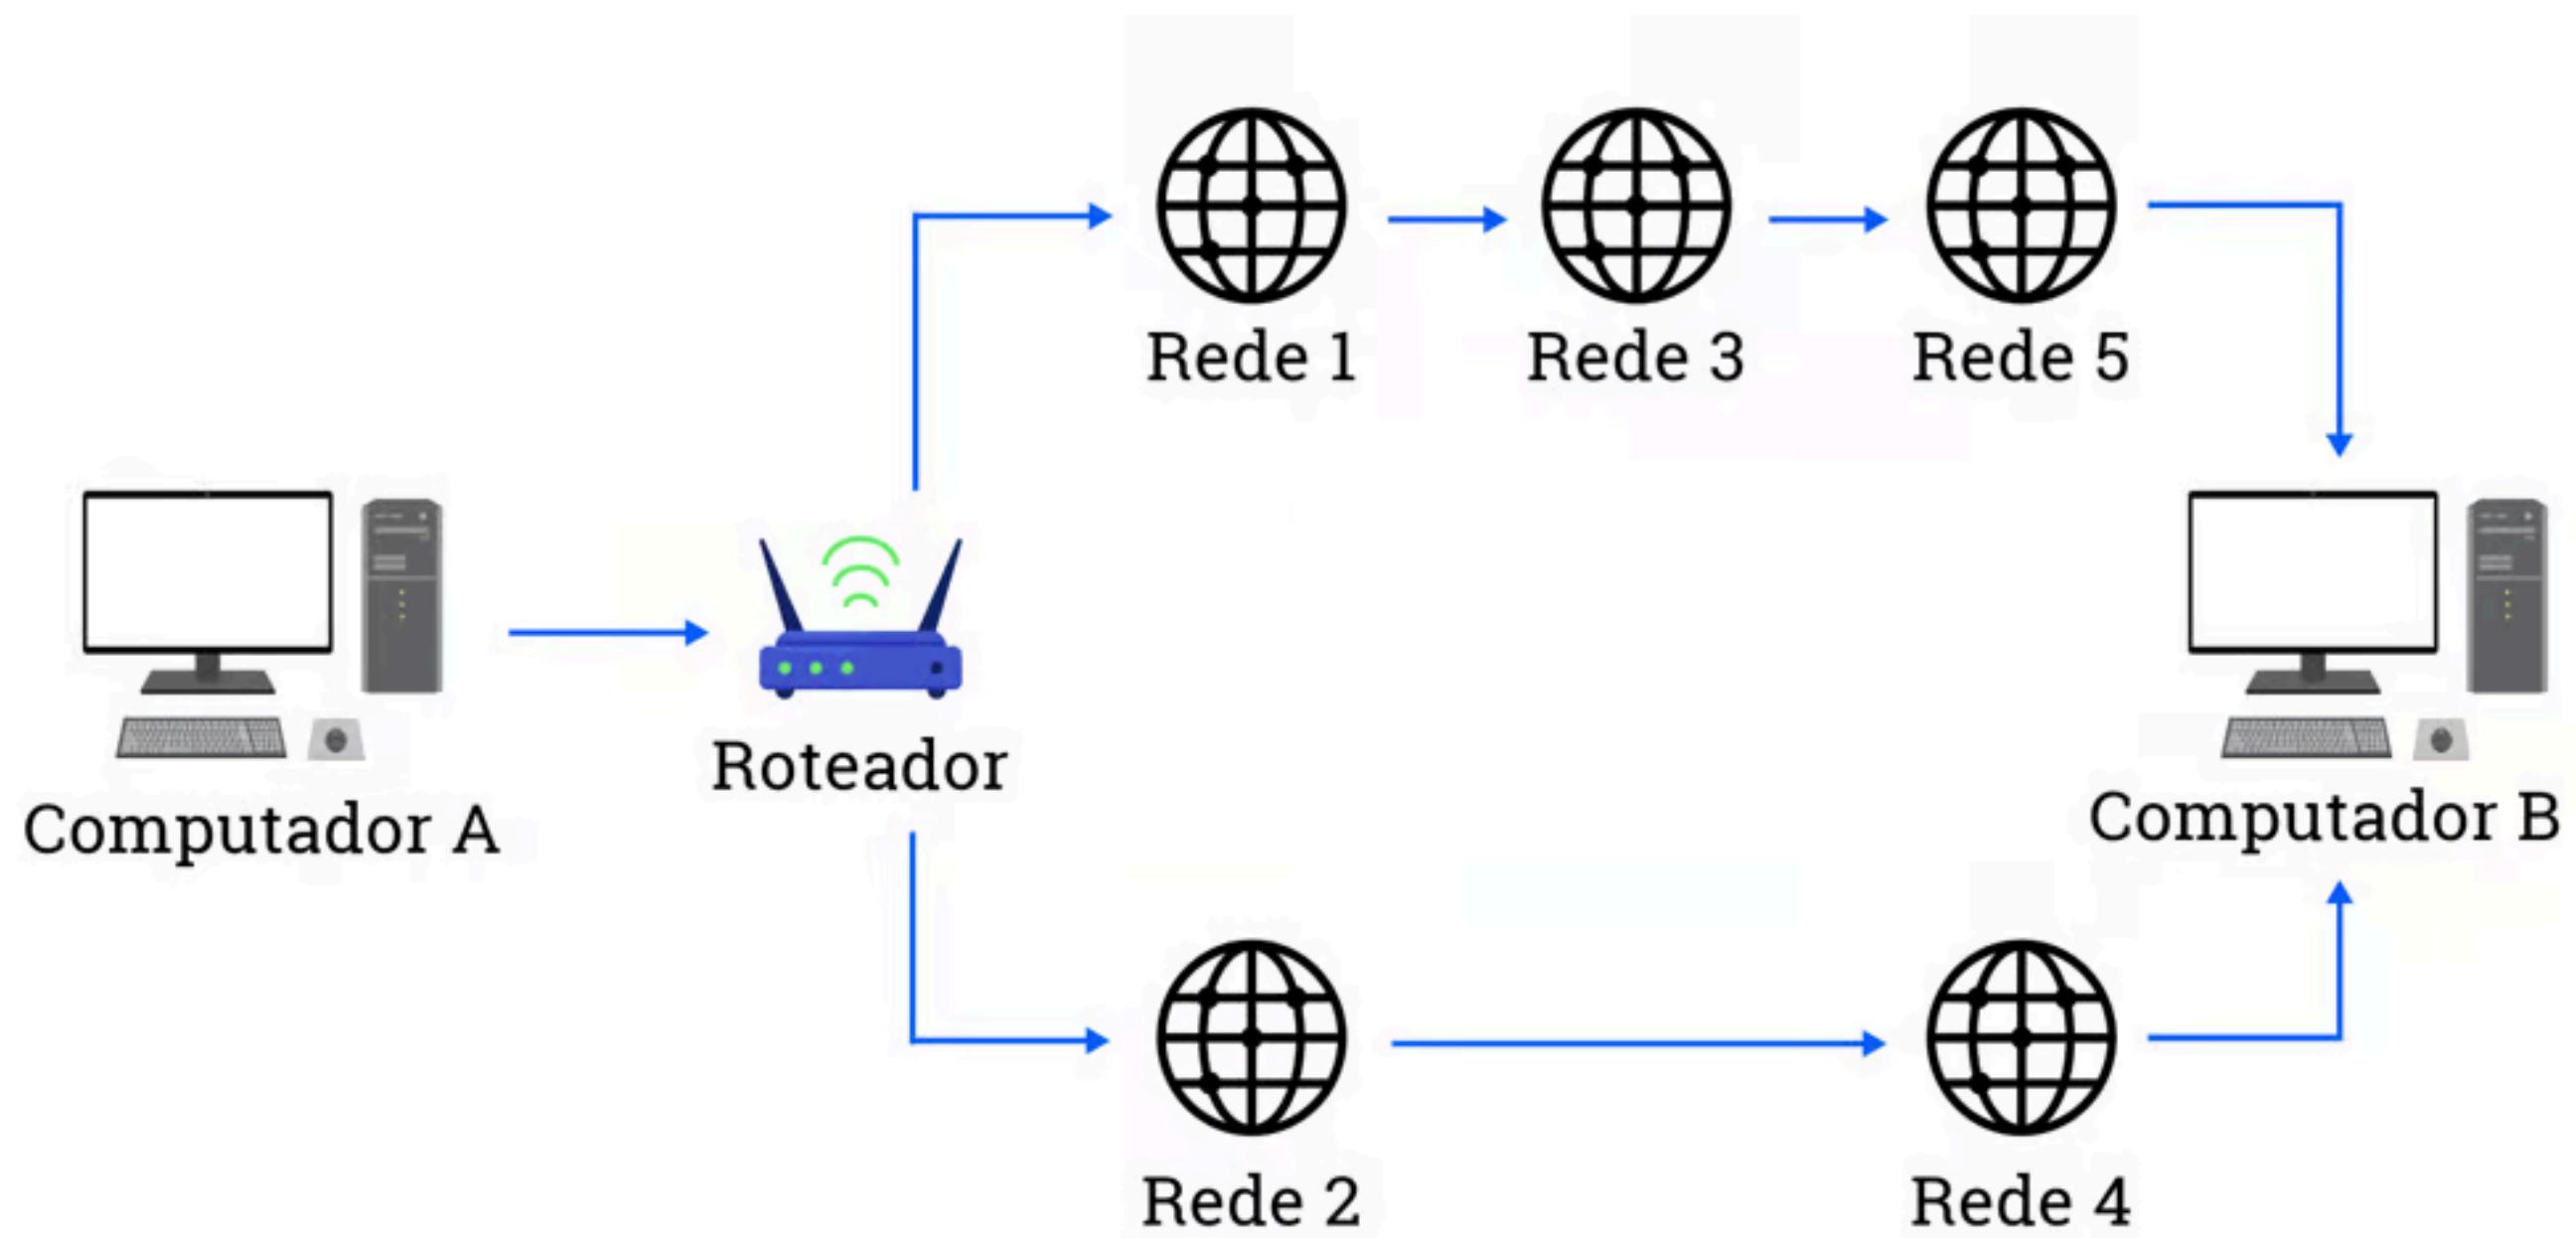 Rede 1
Rede 3
Rede 5
Roteador
Computador A
Computador B
Rede 2
Rede 4